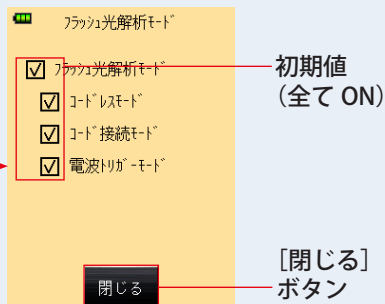 フラッシュ光解析モード
フラッシュ光解析モード
コードレスモード
コード接続モード
電波トリガーモード
閉じる
初期値
(全て ON)
[閉じる]
ボタン